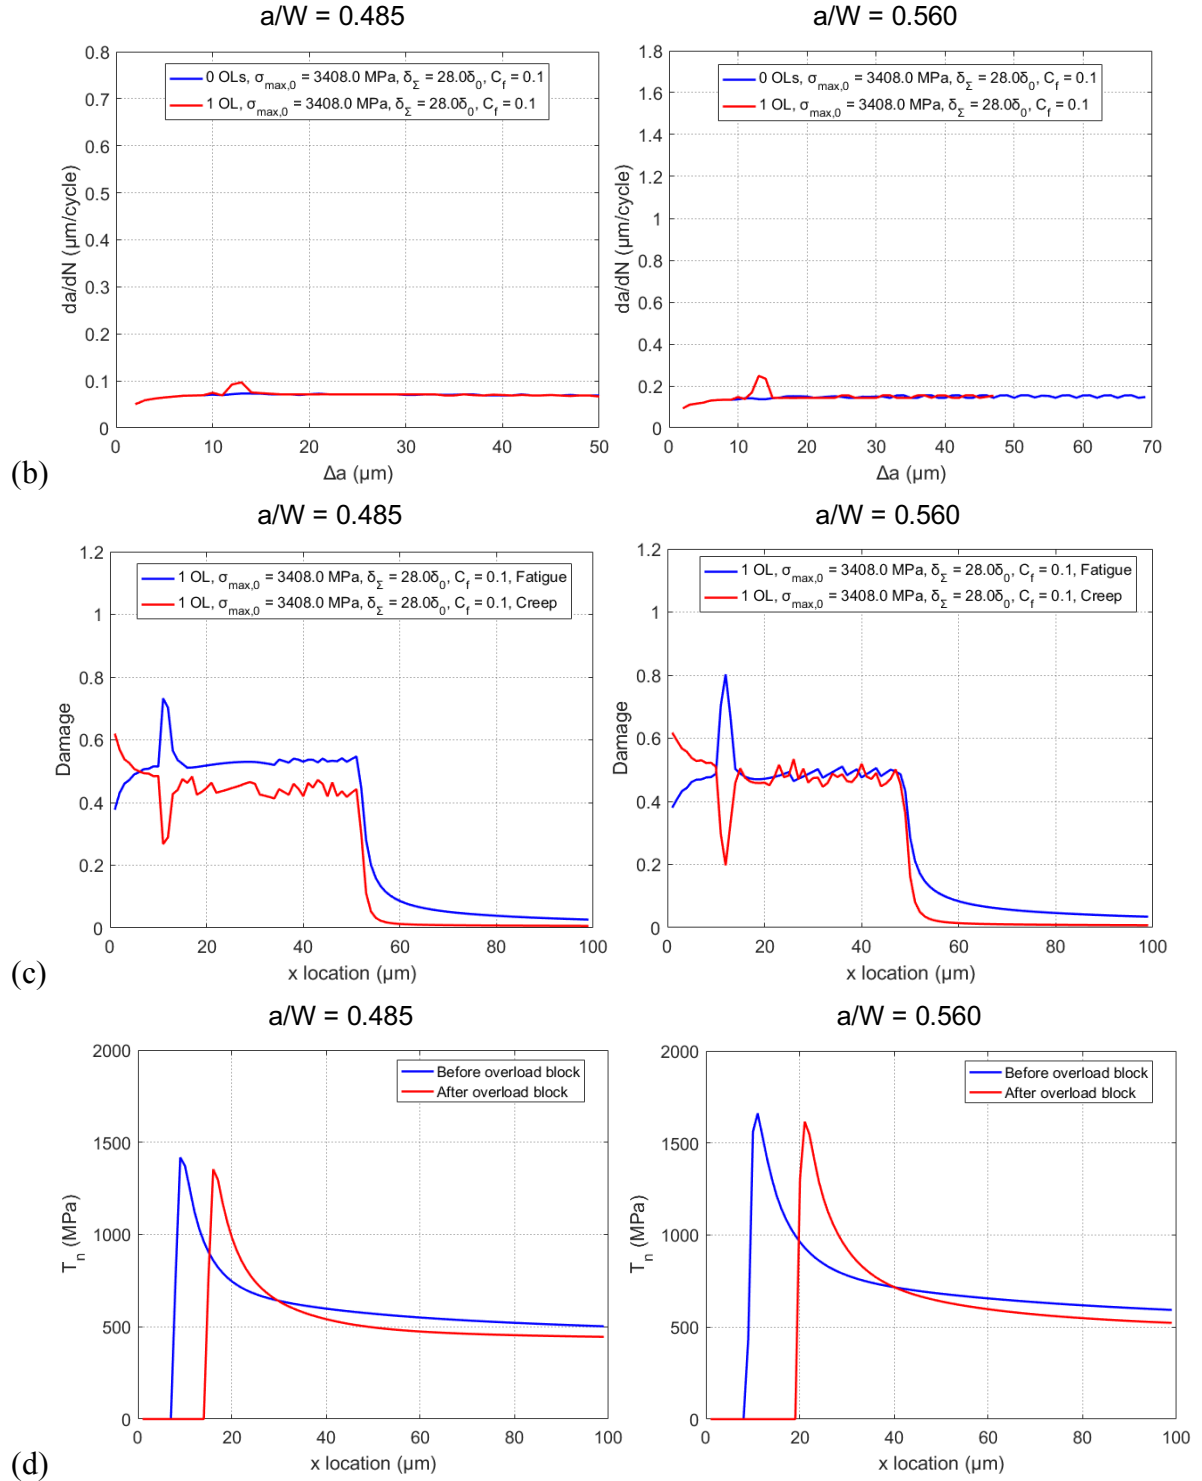 a/W = 0.485
a/W = 0.560
0 OLs, σmax,0 = 3408.0 MPa, δΣ = 28.0δ0, Cf = 0.1
1 OL, σmax,0 = 3408.0 MPa, δΣ = 28.0δ0, Cf = 0.1
0.8
0.7
0.6
0.5
0.4
0.3
0.2
0.1
0
da/dN (µm/cycle)
0 10 20 30 40 50
Δa (µm)
0 OLs, σmax,0 = 3408.0 MPa, δΣ = 28.0δ0, Cf = 0.1
1 OL, σmax,0 = 3408.0 MPa, δΣ = 28.0δ0, Cf = 0.1
1.8
1.6
1.4
1.2
1
0.8
0.6
0.4
0.2
0
da/dN (µm/cycle)
0 10 20 30 40 50 60 70
Δa (µm)
(b)
a/W = 0.485
a/W = 0.560
1 OL, σmax,0 = 3408.0 MPa, δΣ = 28.0δ0, Cf = 0.1, Fatigue
1 OL, σmax,0 = 3408.0 MPa, δΣ = 28.0δ0, Cf = 0.1, Creep
1.2
1
0.8
0.6
0.4
0.2
0
Damage
0 20 40 60 80 100
x location (µm)
1 OL, σmax,0 = 3408.0 MPa, δΣ = 28.0δ0, Cf = 0.1, Fatigue
1 OL, σmax,0 = 3408.0 MPa, δΣ = 28.0δ0, Cf = 0.1, Creep
1.2
1
0.8
0.6
0.4
0.2
0
Damage
0 20 40 60 80 100
x location (µm)
(c)
a/W = 0.485
a/W = 0.560
Before overload block
After overload block
2000
1500
1000
500
0
Tn (MPa)
0 20 40 60 80 100
x location (µm)
Before overload block
After overload block
2000
1500
1000
500
0
Tn (MPa)
0 20 40 60 80 100
x location (µm)
(d)